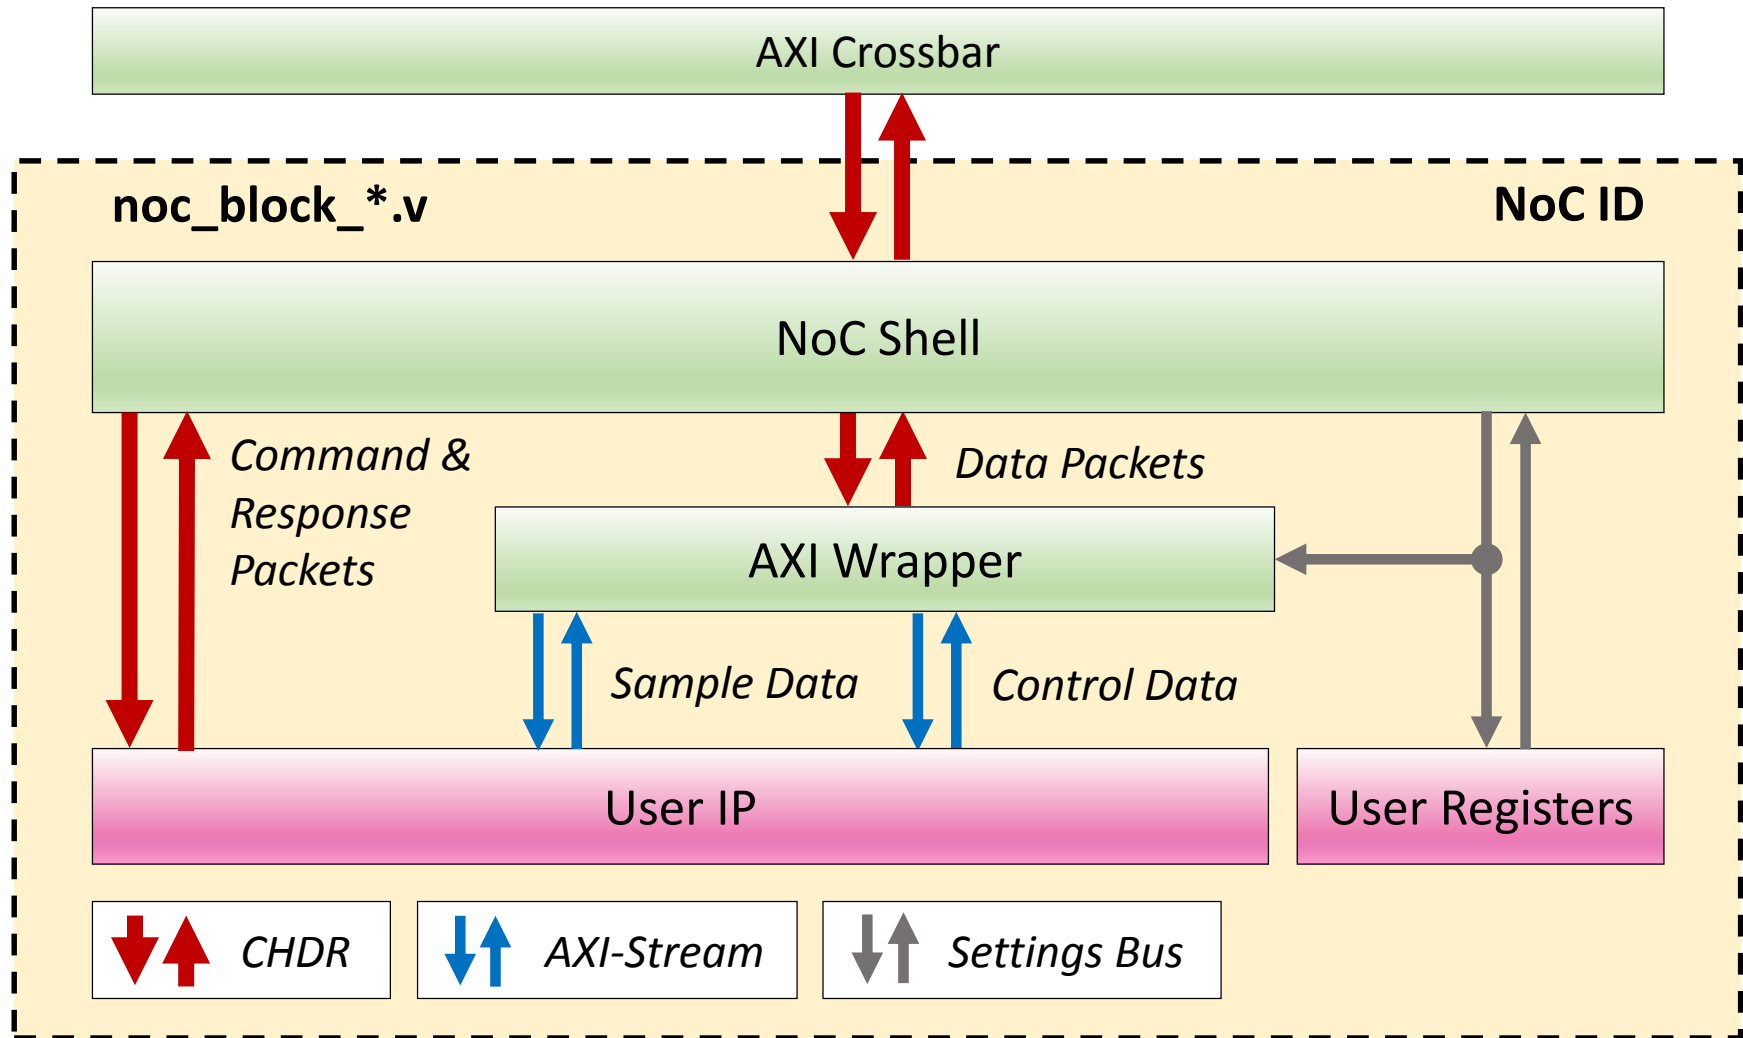 AXI Crossbar
noc_block_*.v
NoC ID
NoC Shell
Command &
Response
Packets
Data Packets
AXI Wrapper
Sample Data
Control Data
User IP
User Registers
CHDR
AXI-Stream
Settings Bus